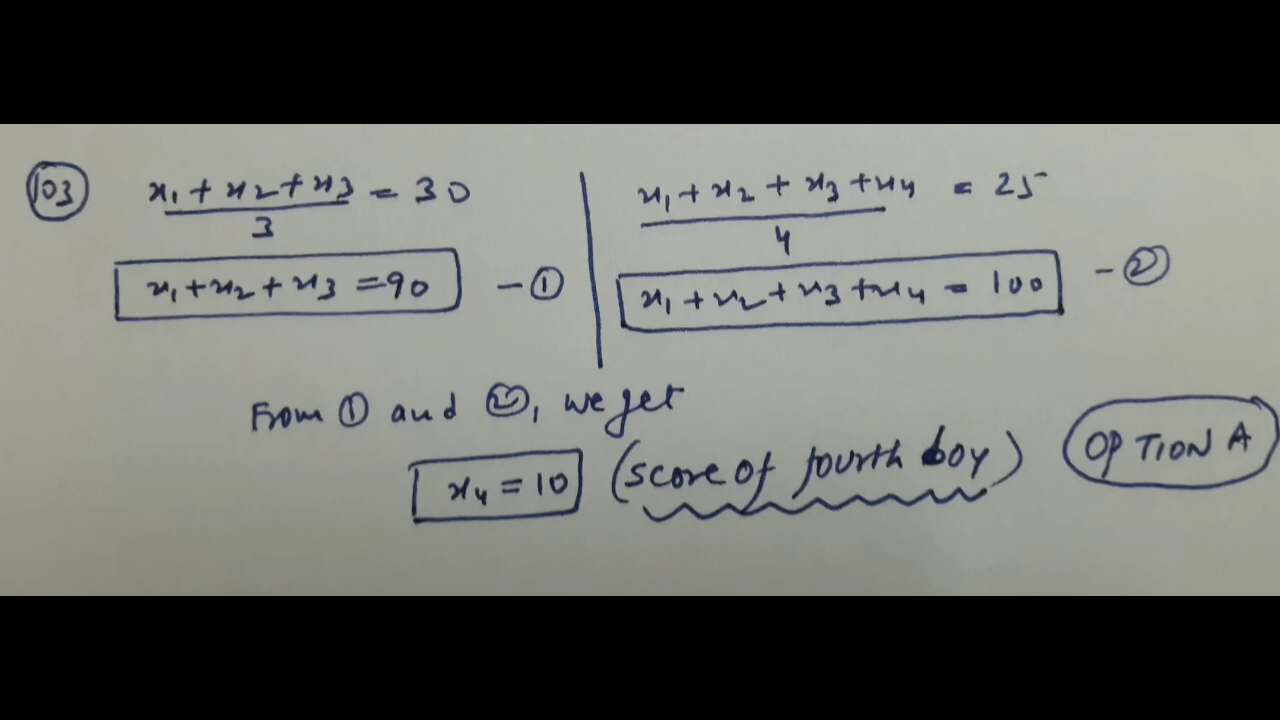 103
x₁ + x₂ + x₃ / 3 = 30
x₁ + x₂ + x₃ = 90 - ①
x₁ + x₂ + x₃ + x₄ / 4 = 25
x₁ + x₂ + x₃ + x₄ = 100 - ②
From ① and ②, we get
x₄ = 10 (score of fourth boy) OPTION A